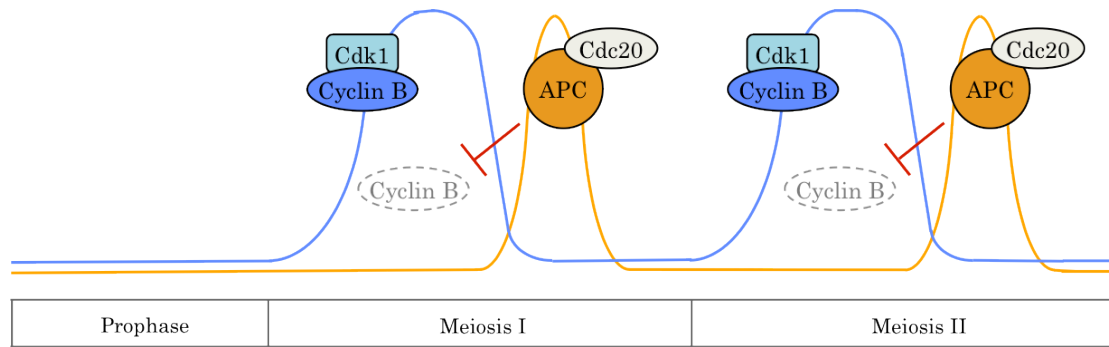 Cdk1
Cyclin B
Cdc20
APC
Cyclin B
Cdk1
Cyclin B
Cdc20
APC
Cyclin B
Prophase
Meiosis I
Meiosis II